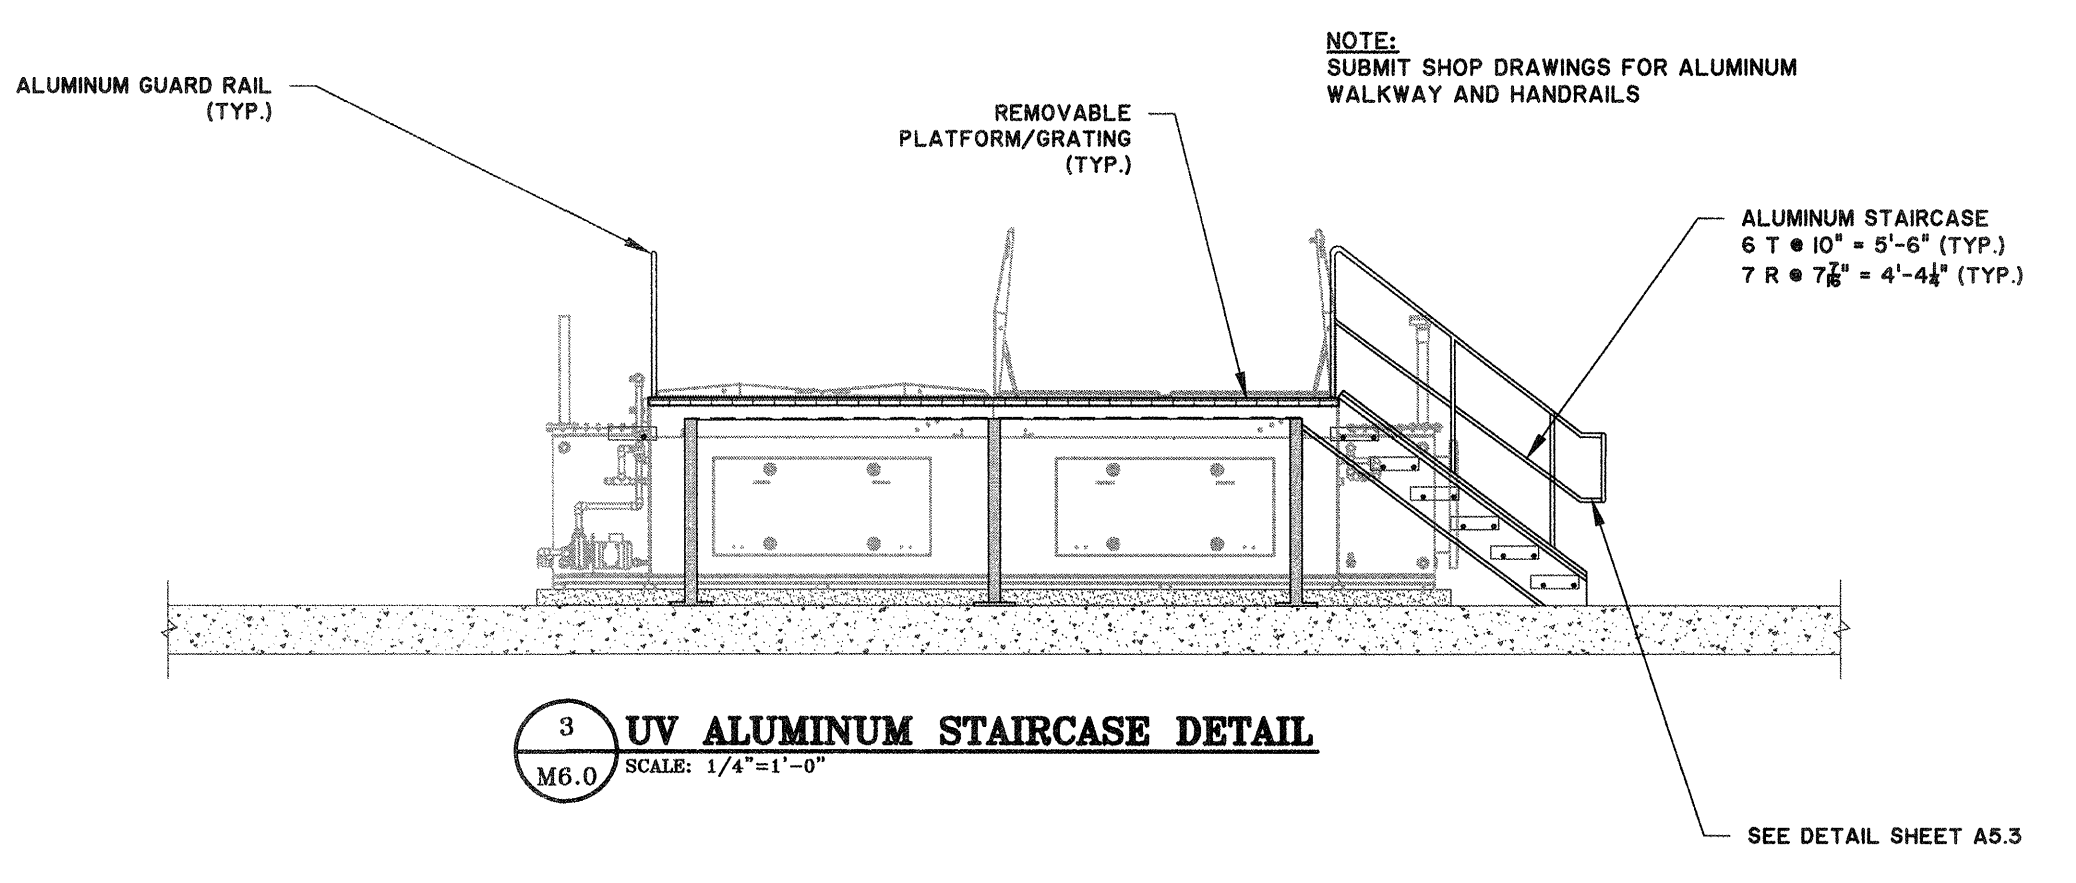 NOTE:
SUBMIT SHOP DRAWINGS FOR ALUMINUM
WALKWAY AND HANDRAILS
ALUMINUM GUARD RAIL
(TYP.)
REMOVABLE
PLATFORM/GRATING
(TYP.)
ALUMINUM STAIRCASE
6 T @ 10" = 5'-6" (TYP.)
7 R @ 7 7/16" = 4'-4 1/4" (TYP.)
3
M6.0
UV ALUMINUM STAIRCASE DETAIL
SCALE: 1/4"=1'-0"
SEE DETAIL SHEET A5.3